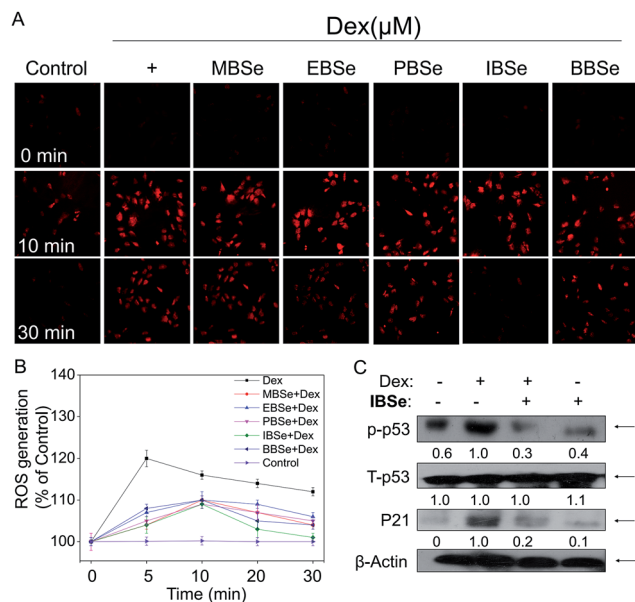 A
Dex(μM)
Control + MBSe EBSe PBSe IBSe BBSe
0 min
10 min
30 min
B
ROS generation
(% of Control)
140
130
120
110
100
Dex
MBSe+Dex
EBSe+Dex
PBSe+Dex
IBSe+Dex
BBSe+Dex
Control
0 5 10 20 30
Time (min)
C
Dex: - + + -
IBSe: - - + +
p-p53
0.6 1.0 0.3 0.4
T-p53
1.0 1.0 1.0 1.1
P21
0 1.0 0.2 0.1
β-Actin